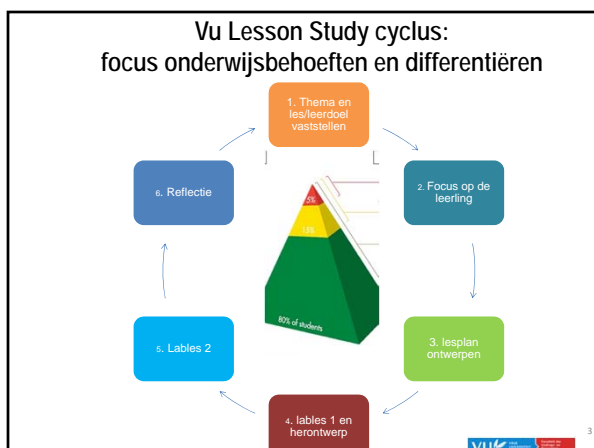 Vu Lesson Study cyclus:
focus onderwijsbehoeften en differentiëren
1. Thema en
les/leerdoel
vaststellen
2. Focus op de
leerling
3. lesplan
ontwerpen
4. lables 1 en
herontwerp
5. Lables 2
6. Reflectie
5%
15%
80% of students
VU
3